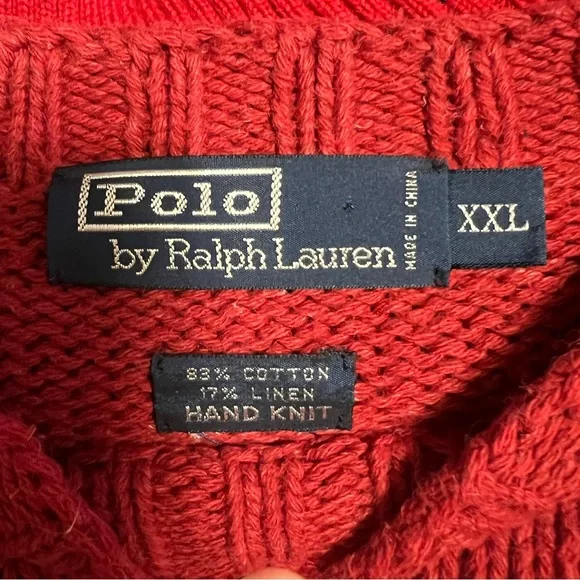 Polo
by Ralph Lauren
MADE IN CHINA
XXL
83% COTTON
17% LINEN
HAND KNIT